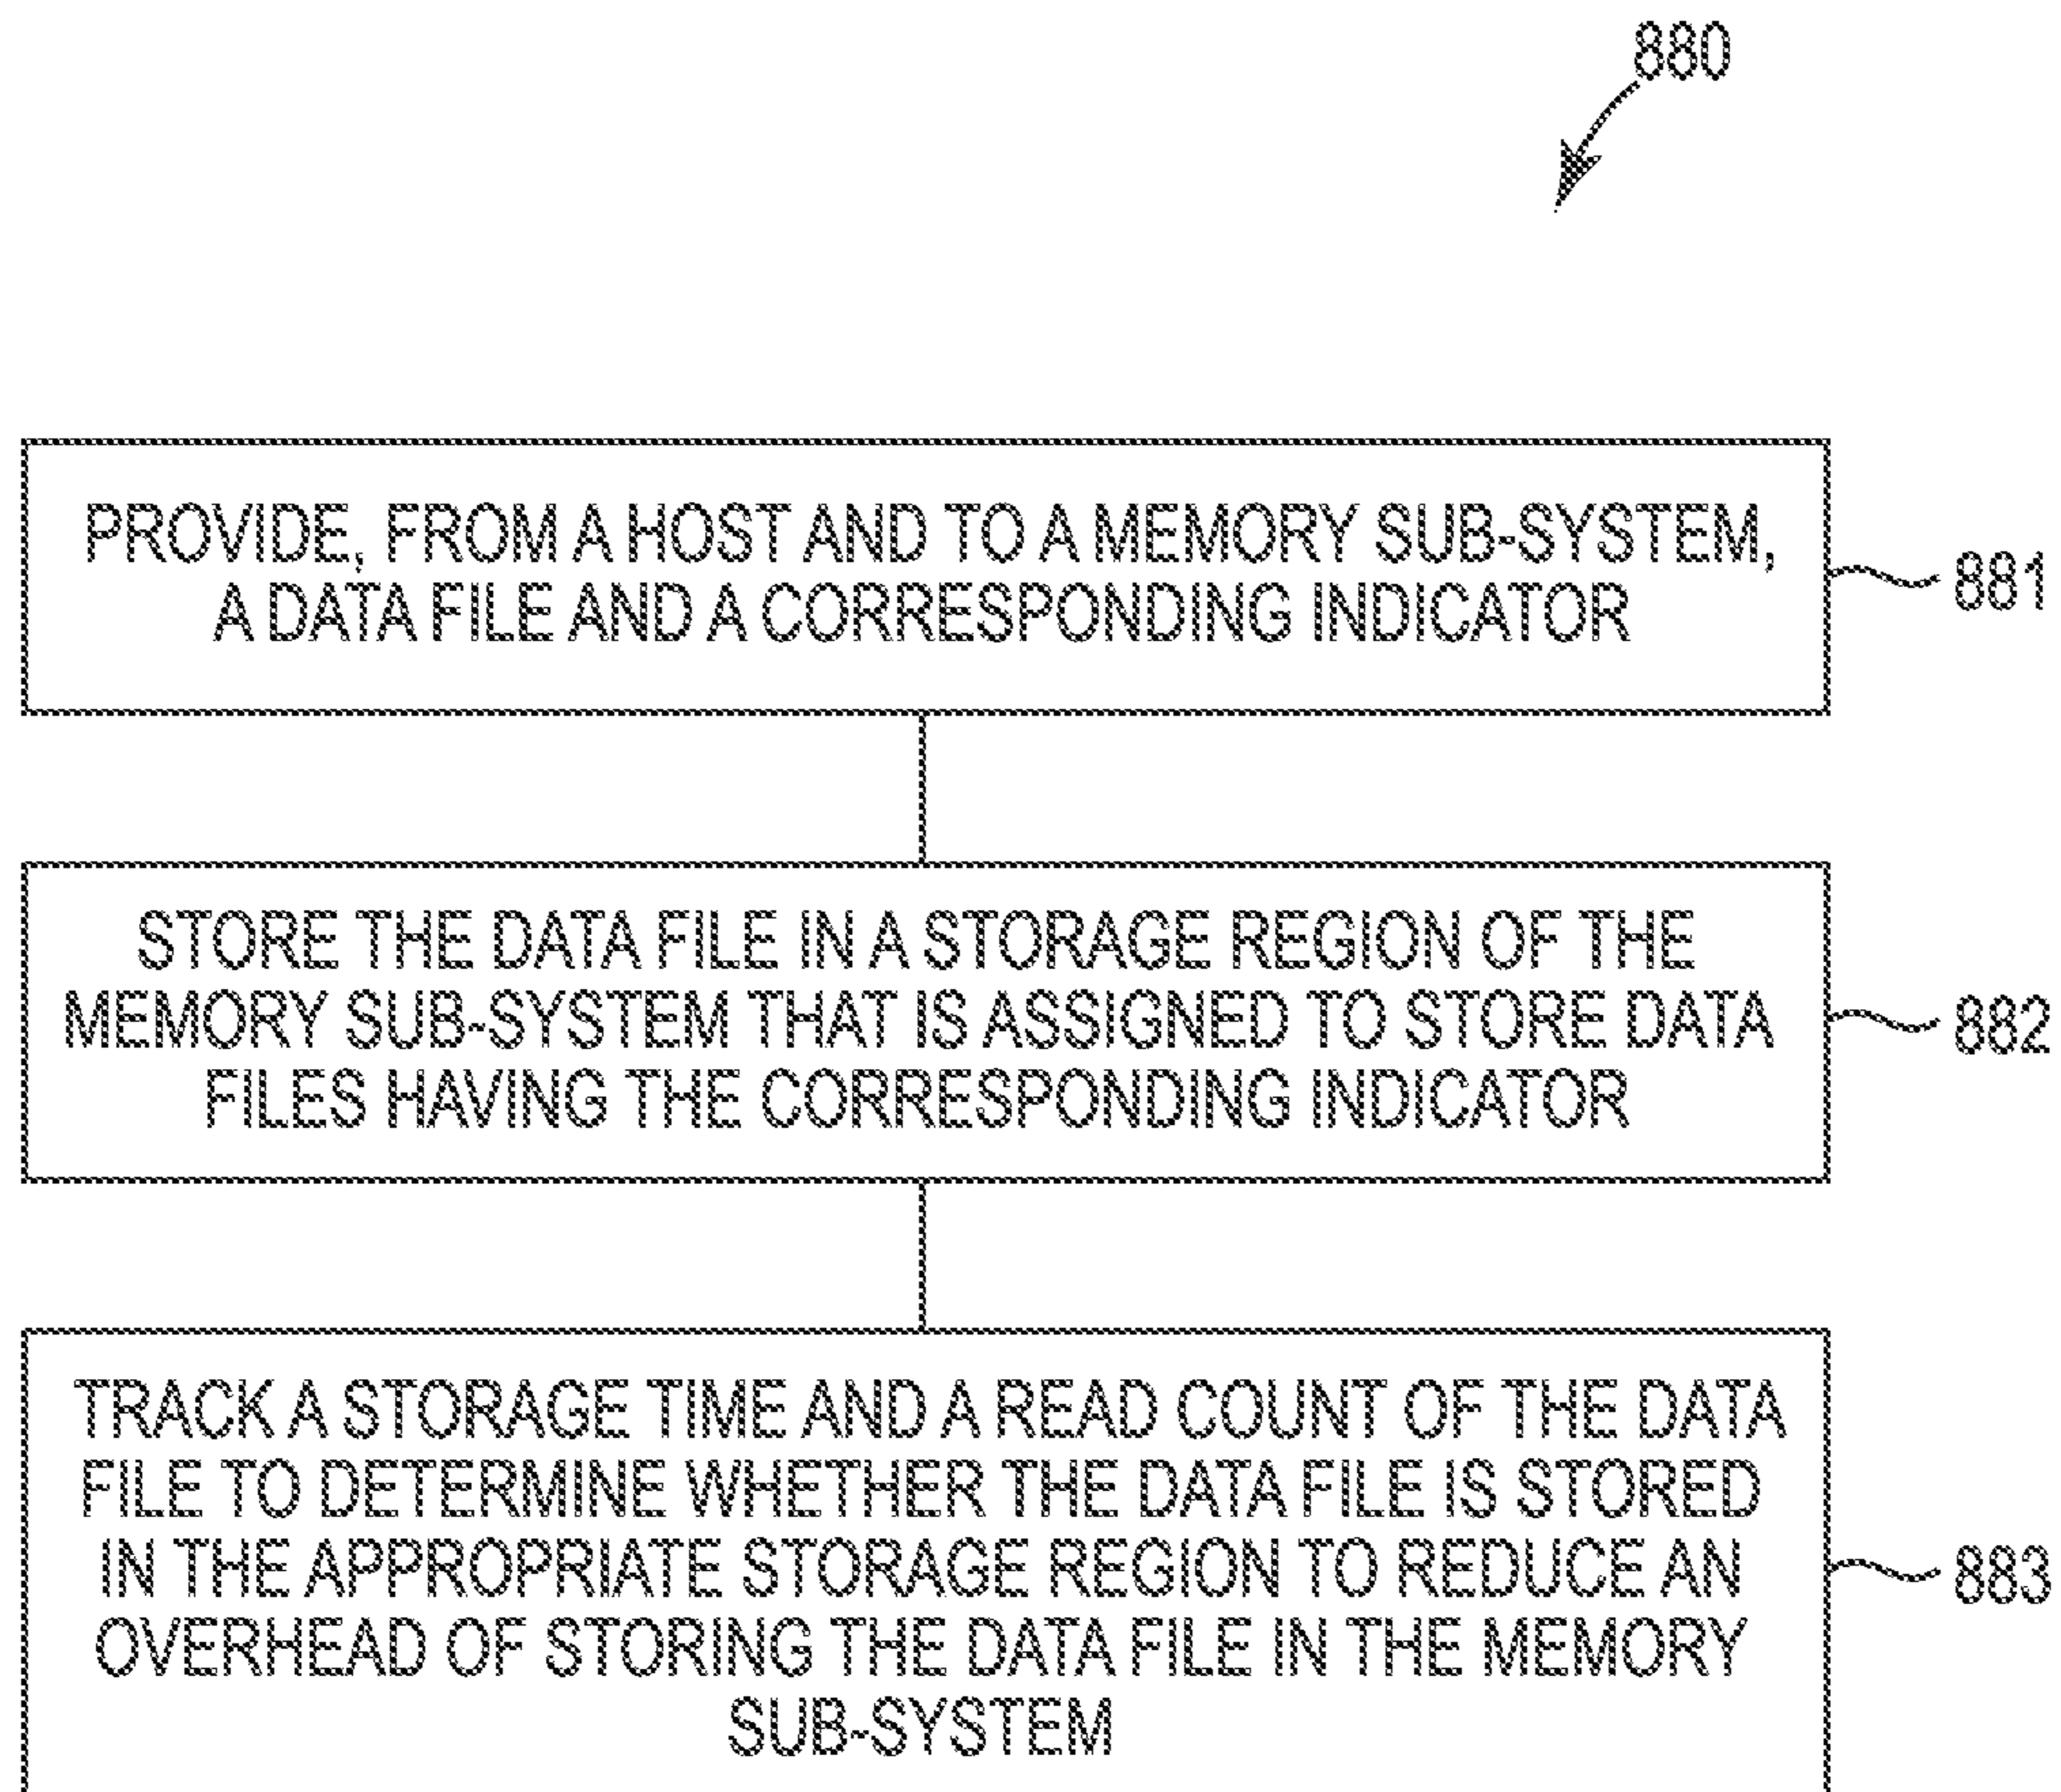 880
PROVIDE, FROM A HOST AND TO A MEMORY SUB-SYSTEM,
A DATA FILE AND A CORRESPONDING INDICATOR
881
STORE THE DATA FILE IN A STORAGE REGION OF THE
MEMORY SUB-SYSTEM THAT IS ASSIGNED TO STORE DATA
FILES HAVING THE CORRESPONDING INDICATOR
882
TRACK A STORAGE TIME AND A READ COUNT OF THE DATA
FILE TO DETERMINE WHETHER THE DATA FILE IS STORED
IN THE APPROPRIATE STORAGE REGION TO REDUCE AN
OVERHEAD OF STORING THE DATA FILE IN THE MEMORY
SUB-SYSTEM
883